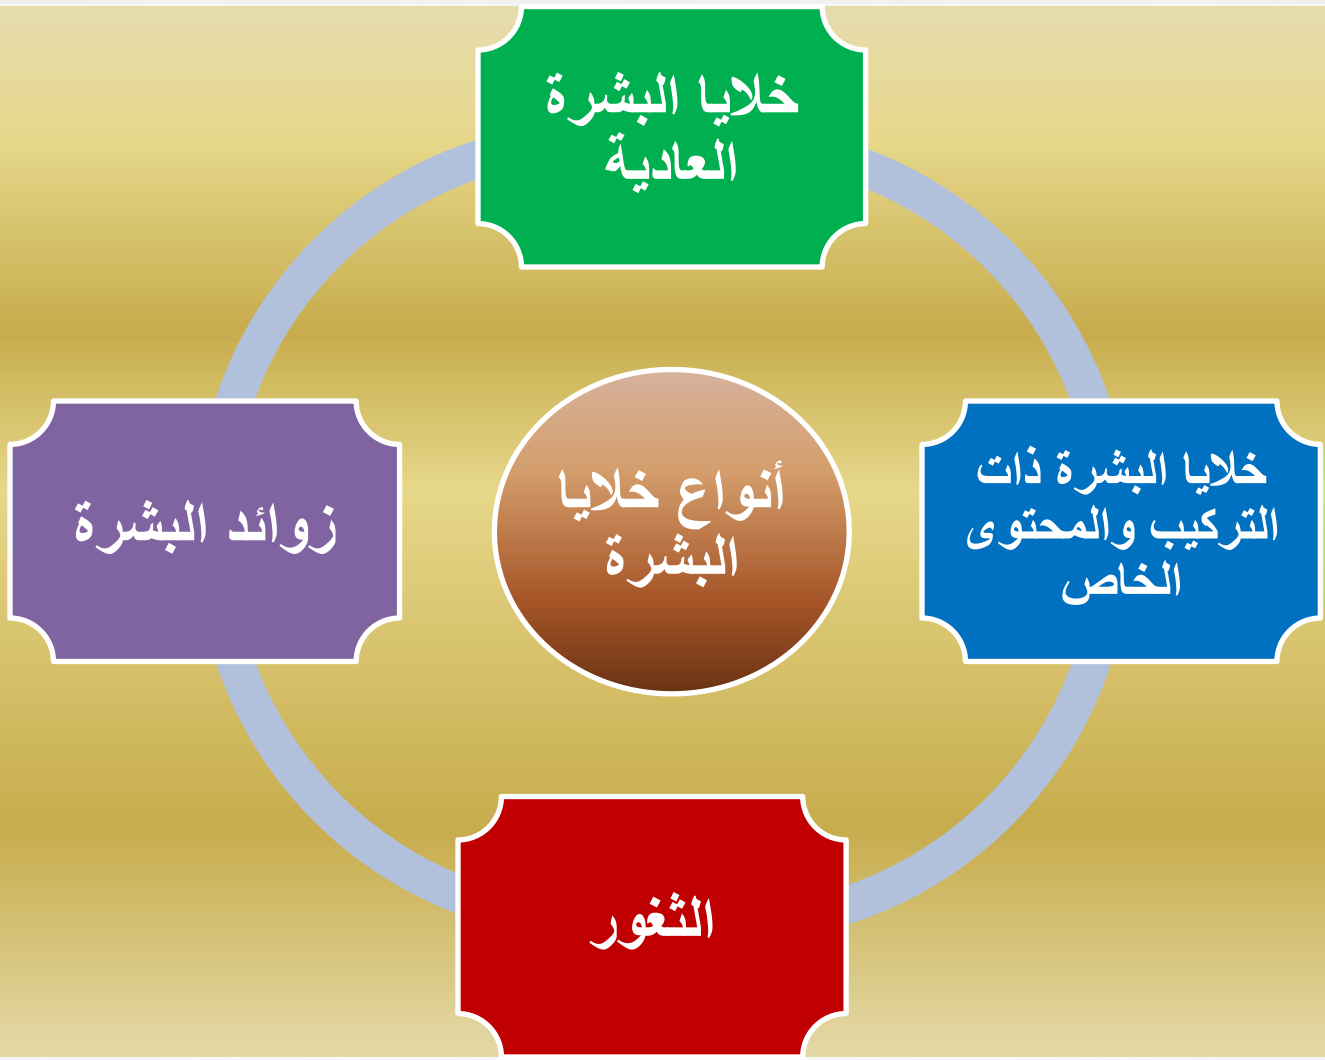 خلايا البشرة
العادية
أنواع خلايا
البشرة
خلايا البشرة ذات
التركيب والمحتوى
الخاص
زوائد البشرة
الثغور